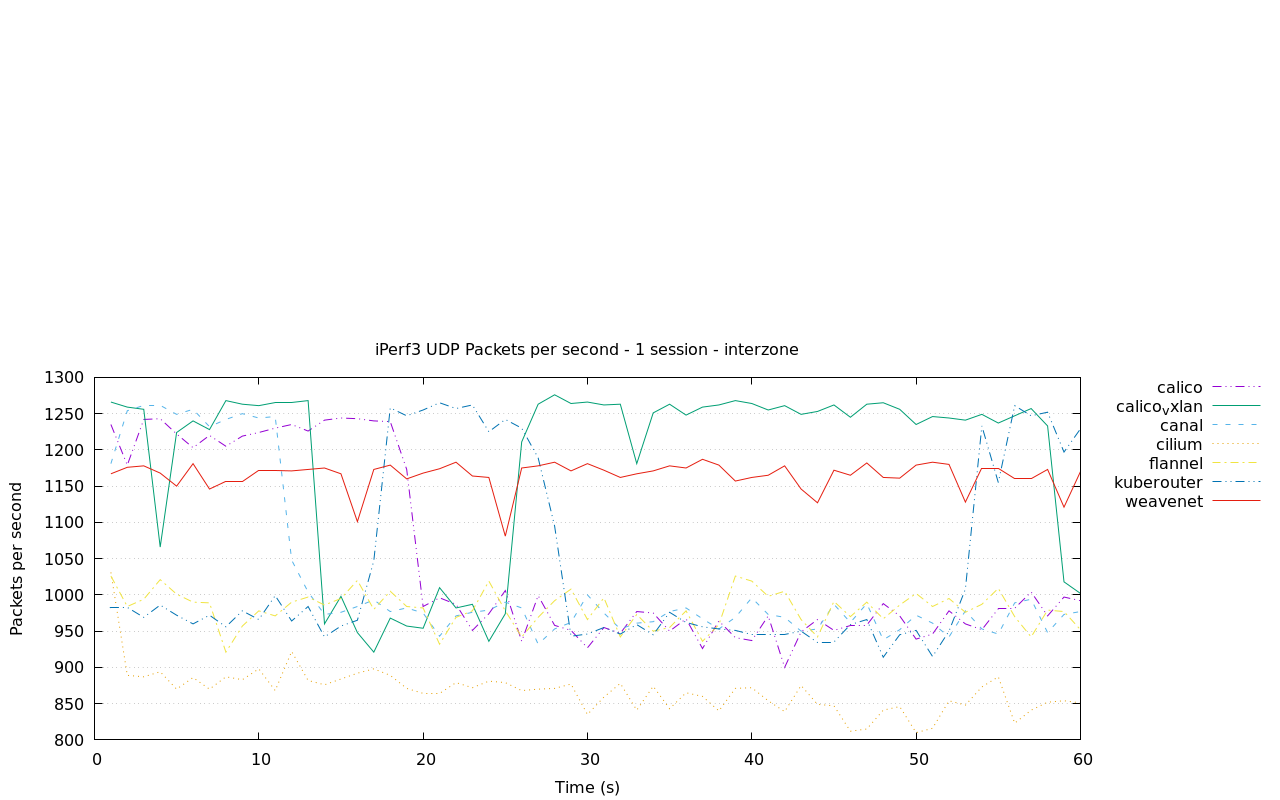 iPerf3 UDP Packets per second - 1 session - interzone
Packets per second
1300
1250
1200
1150
1100
1050
1000
950
900
850
800
0 10 20 30 40 50 60
Time (s)
calico
calicovxlan
canal
cilium
flannel
kuberouter
weavenet